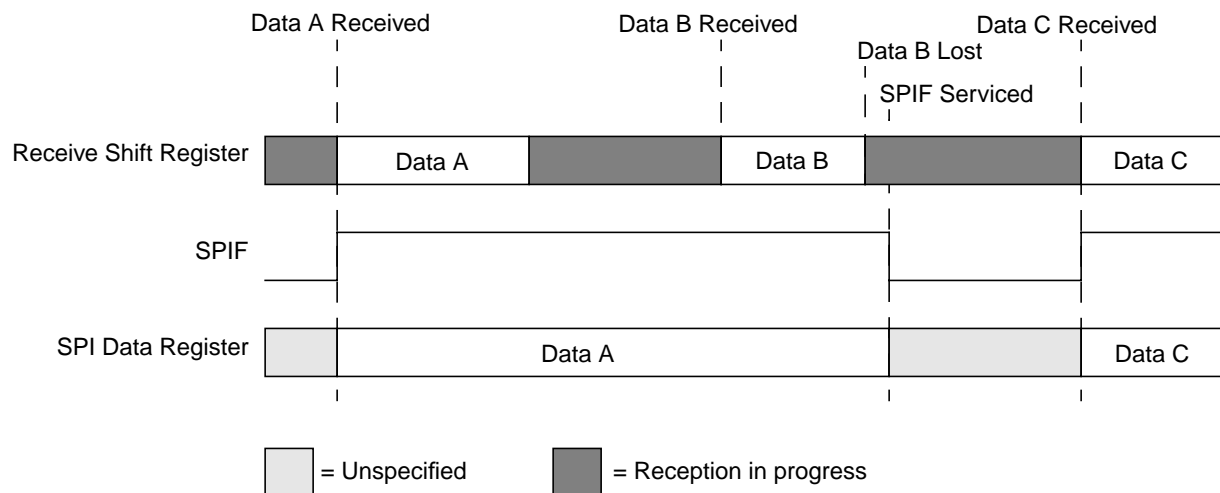 Data A Received
Data B Received
Data C Received
Data B Lost
SPIF Serviced
Receive Shift Register
Data A
Data B
Data C
SPIF
SPI Data Register
Data A
Data C
= Unspecified
= Reception in progress